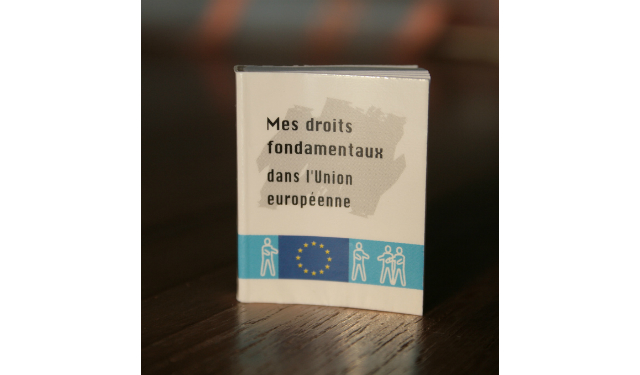 Mes droits
fondamentaux
dans l'Union
européenne